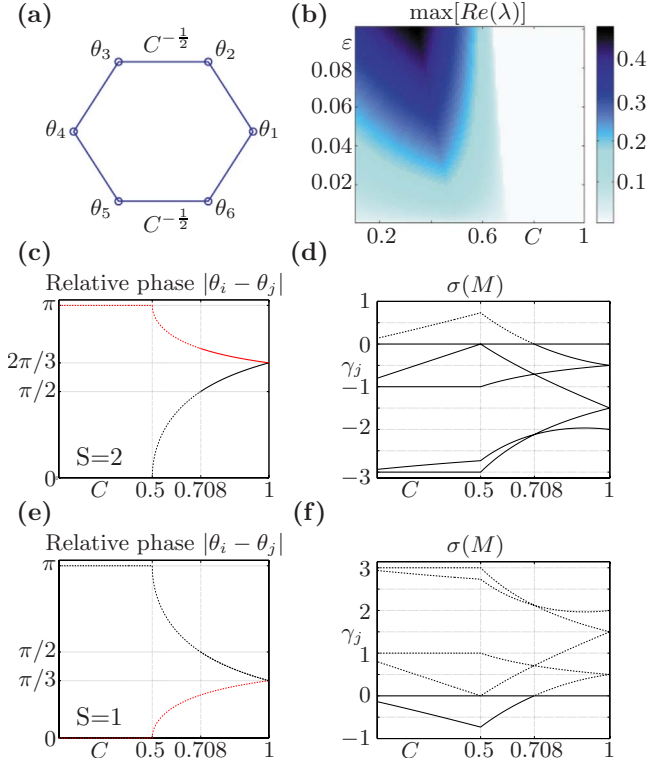 (a)
θ3 C^{-1/2} θ2
θ4 θ1
θ5 C^{-1/2} θ6
(b)
max[Re(λ)]
ε
0.08
0.06
0.04
0.02
0.2 0.6 C 1
0.4
0.3
0.2
0.1
(c)
Relative phase |θi − θj|
π
2π/3
π/2
0
S=2
C 0.5 0.708 1
(d)
σ(M)
1
0
γj
−1
−2
−3
C 0.5 0.708 1
(e)
Relative phase |θi − θj|
π
π/2
π/3
0
S=1
C 0.5 0.708 1
(f)
σ(M)
3
2
γj
1
0
−1
C 0.5 0.708 1